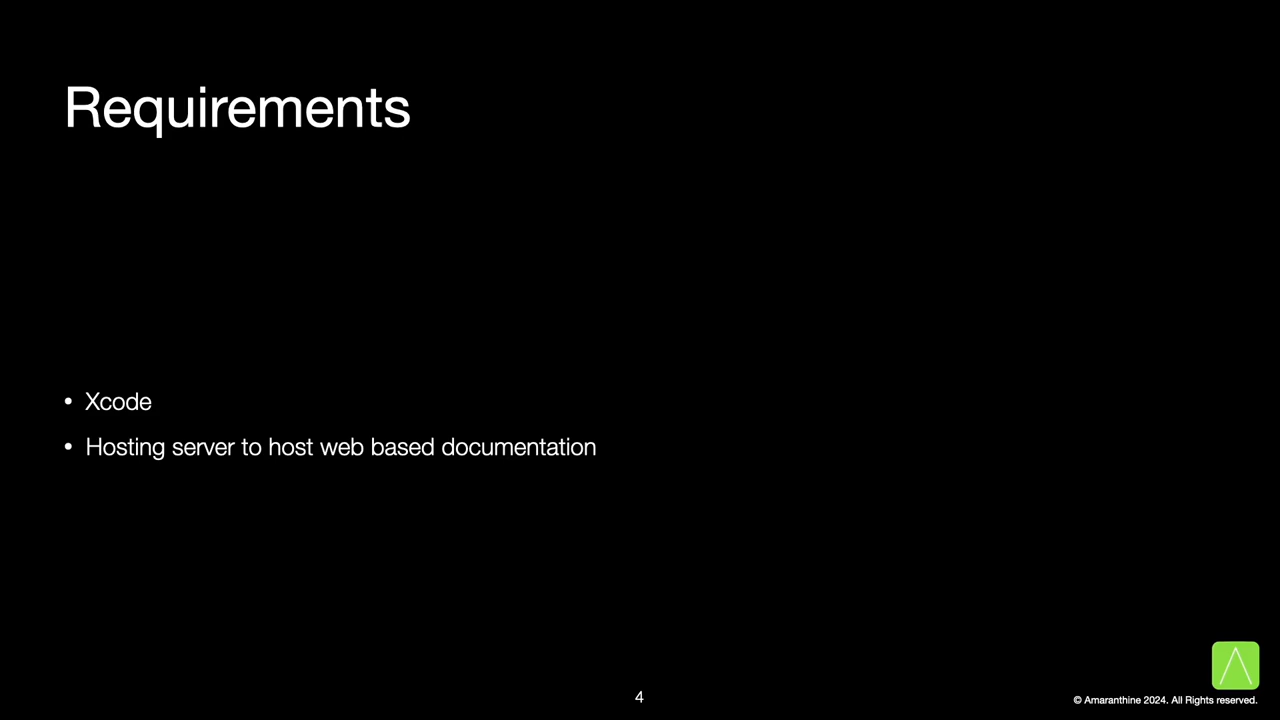 Requirements
• Xcode
• Hosting server to host web based documentation
4
© Amaranthine 2024. All Rights reserved.